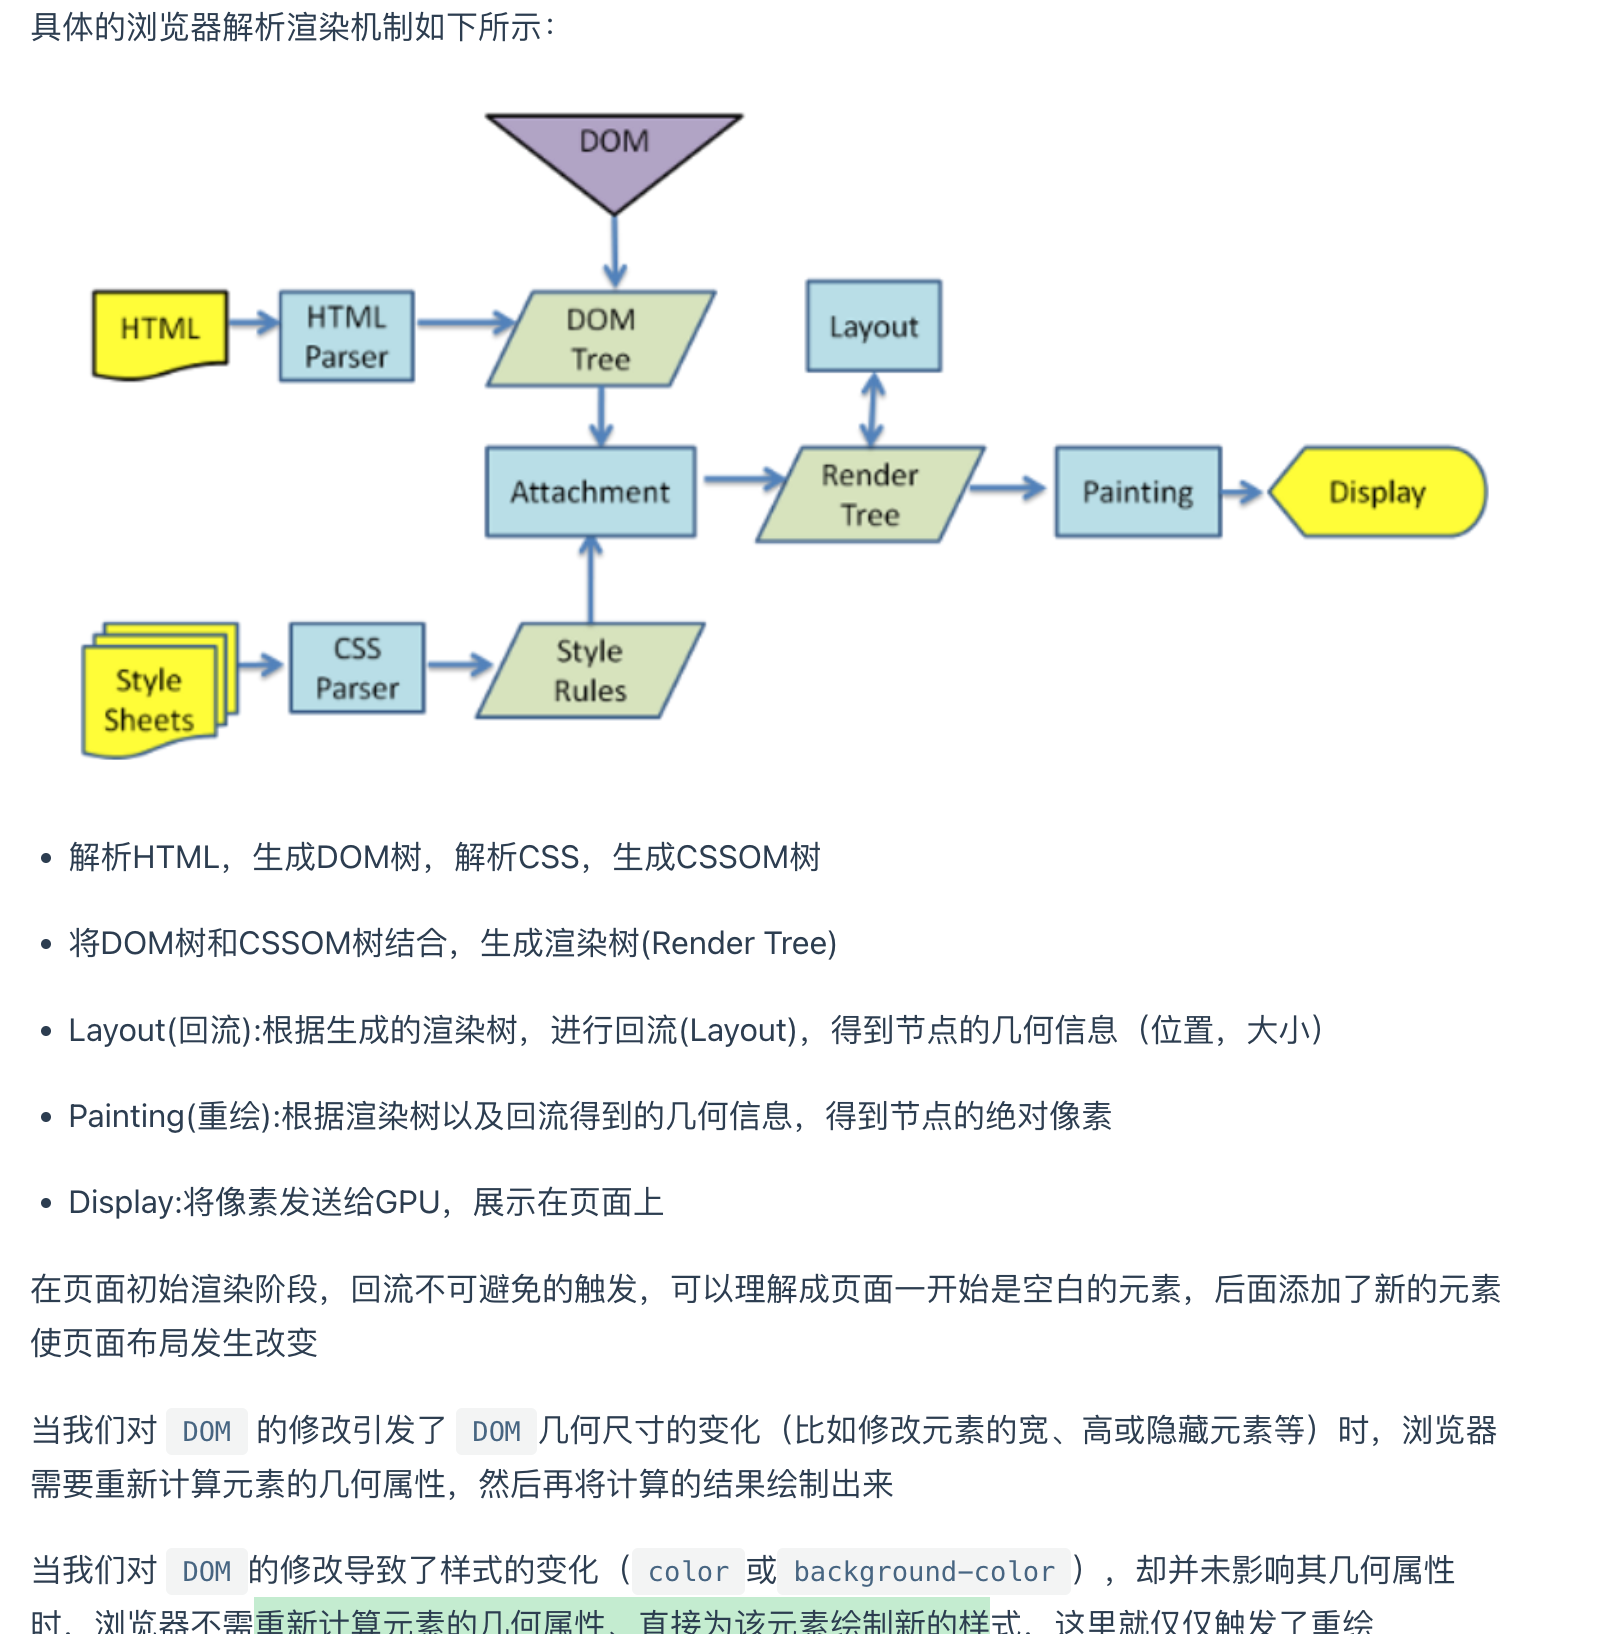 具体的浏览器解析渲染机制如下所示：
DOM
HTML
HTML
Parser
DOM
Tree
Layout
Attachment
Render
Tree
Painting
Display
Style
Sheets
CSS
Parser
Style
Rules
• 解析HTML，生成DOM树，解析CSS，生成CSSOM树
• 将DOM树和CSSOM树结合，生成渲染树(Render Tree)
• Layout(回流):根据生成的渲染树，进行回流(Layout)，得到节点的几何信息（位置，大小）
• Painting(重绘):根据渲染树以及回流得到的几何信息，得到节点的绝对像素
• Display:将像素发送给GPU，展示在页面上
在页面初始渲染阶段，回流不可避免的触发，可以理解成页面一开始是空白的元素，后面添加了新的元素
使页面布局发生改变
当我们对 DOM 的修改引发了 DOM 几何尺寸的变化（比如修改元素的宽、高或隐藏元素等）时，浏览器
需要重新计算元素的几何属性，然后再将计算的结果绘制出来
当我们对 DOM 的修改导致了样式的变化（ color 或 background-color ），却并未影响其几何属性
时，浏览器不需重新计算元素的几何属性、直接为该元素绘制新的样式，这里就仅仅触发了重绘